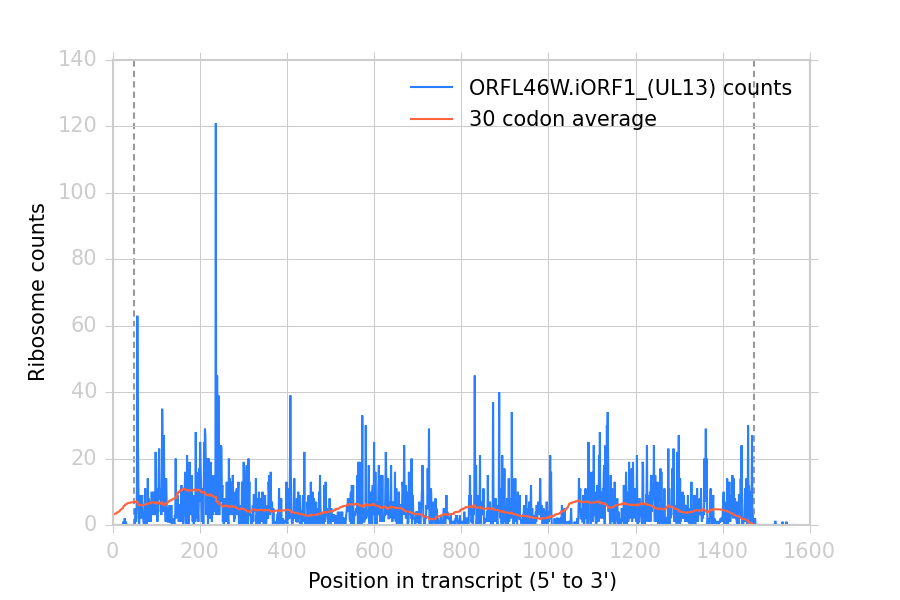 140
120
100
80
60
40
20
0
Ribosome counts
ORFL46W.iORF1_(UL13) counts
30 codon average
0 200 400 600 800 1000 1200 1400 1600
Position in transcript (5' to 3')